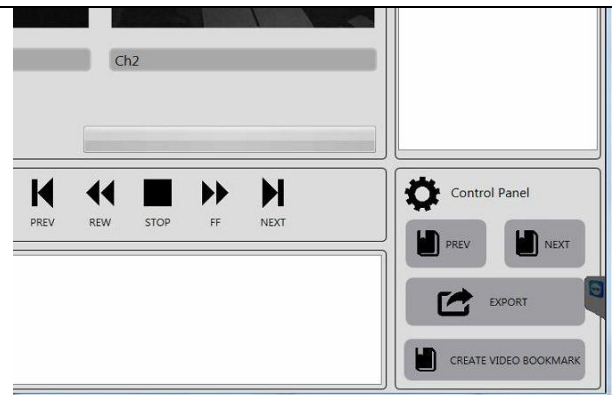 Ch2
PREV REW STOP FF NEXT
Control Panel
PREV NEXT
EXPORT
CREATE VIDEO BOOKMARK